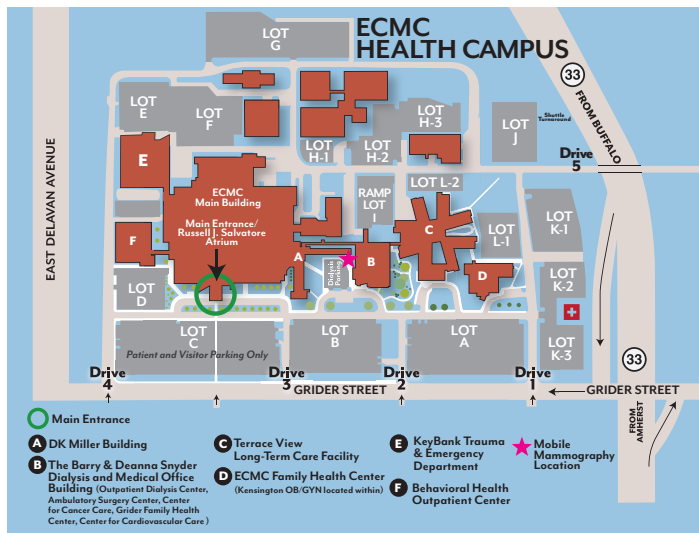 ECMC
HEALTH CAMPUS
LOT
G
33
FROM BUFFALO
LOT
E
LOT
F
LOT
H-1
LOT
H-2
LOT
H-3
LOT
J
Shuttle
Turnaround
Drive
5
EAST DELAVAN AVENUE
E
ECMC
Main Building
Main Entrance/
Russell J. Salvatore
Atrium
RAMP
LOT
I
LOT L-2
LOT
K-1
F
A
Dialysis
Parking
B
C
LOT
L-1
D
LOT
D
LOT
K-2
LOT
C
Patient and Visitor Parking Only
LOT
B
LOT
A
LOT
K-3
33
Drive
4
Drive
3
Drive
2
Drive
1
GRIDER STREET
GRIDER STREET
FROM
AMHERST
Main Entrance
A DK Miller Building
B The Barry & Deanna Snyder
Dialysis and Medical Office
Building (Outpatient Dialysis Center,
Ambulatory Surgery Center, Center
for Cancer Care, Grider Family Health
Center, Center for Cardiovascular Care)
C Terrace View
Long-Term Care Facility
D ECMC Family Health Center
(Kensington OB/GYN located within)
E KeyBank Trauma
& Emergency
Department
F Behavioral Health
Outpatient Center
Mobile
Mammography
Location